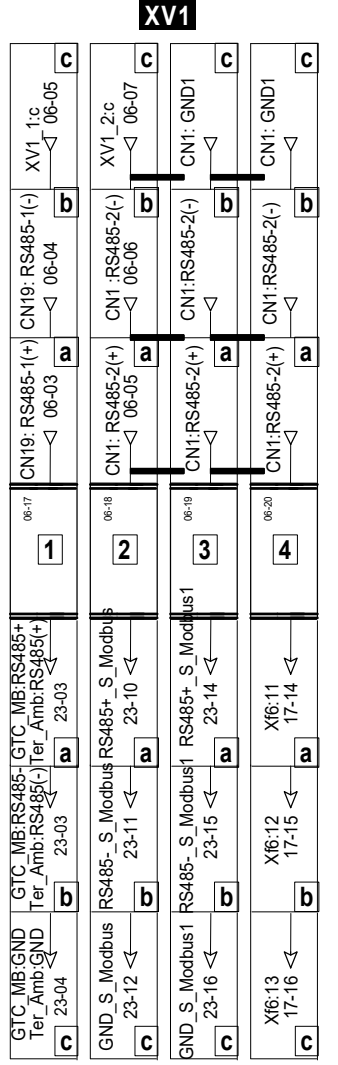 XV1
c
XV1_1:c
06-05
b
CN19: RS485-1(-)
06-04
a
CN19: RS485-1(+)
06-03
06-17
1
GTC_MB:RS485+
Ter_Amb:RS485(+)
23-03
a
GTC_MB:RS485-
Ter_Amb:RS485(-)
23-03
b
GTC_MB:GND
Ter_Amb:GND
23-04
c
c
XV1_2:c
06-07
b
CN1 :RS485-2(-)
06-06
a
CN1: RS485-2(+)
06-05
06-18
2
RS485+_S_Modbus
23-10
a
RS485-_S_Modbus
23-11
b
GND_S_Modbus
23-12
c
c
CN1: GND1
b
CN1:RS485-2(-)
a
CN1:RS485-2(+)
06-19
3
RS485+_S_Modbus1
23-14
a
RS485-_S_Modbus1
23-15
b
GND_S_Modbus1
23-16
c
c
CN1: GND1
b
CN1:RS485-2(-)
a
CN1:RS485-2(+)
06-20
4
Xf6:11
17-14
a
Xf6:12
17-15
b
Xf6:13
17-16
c